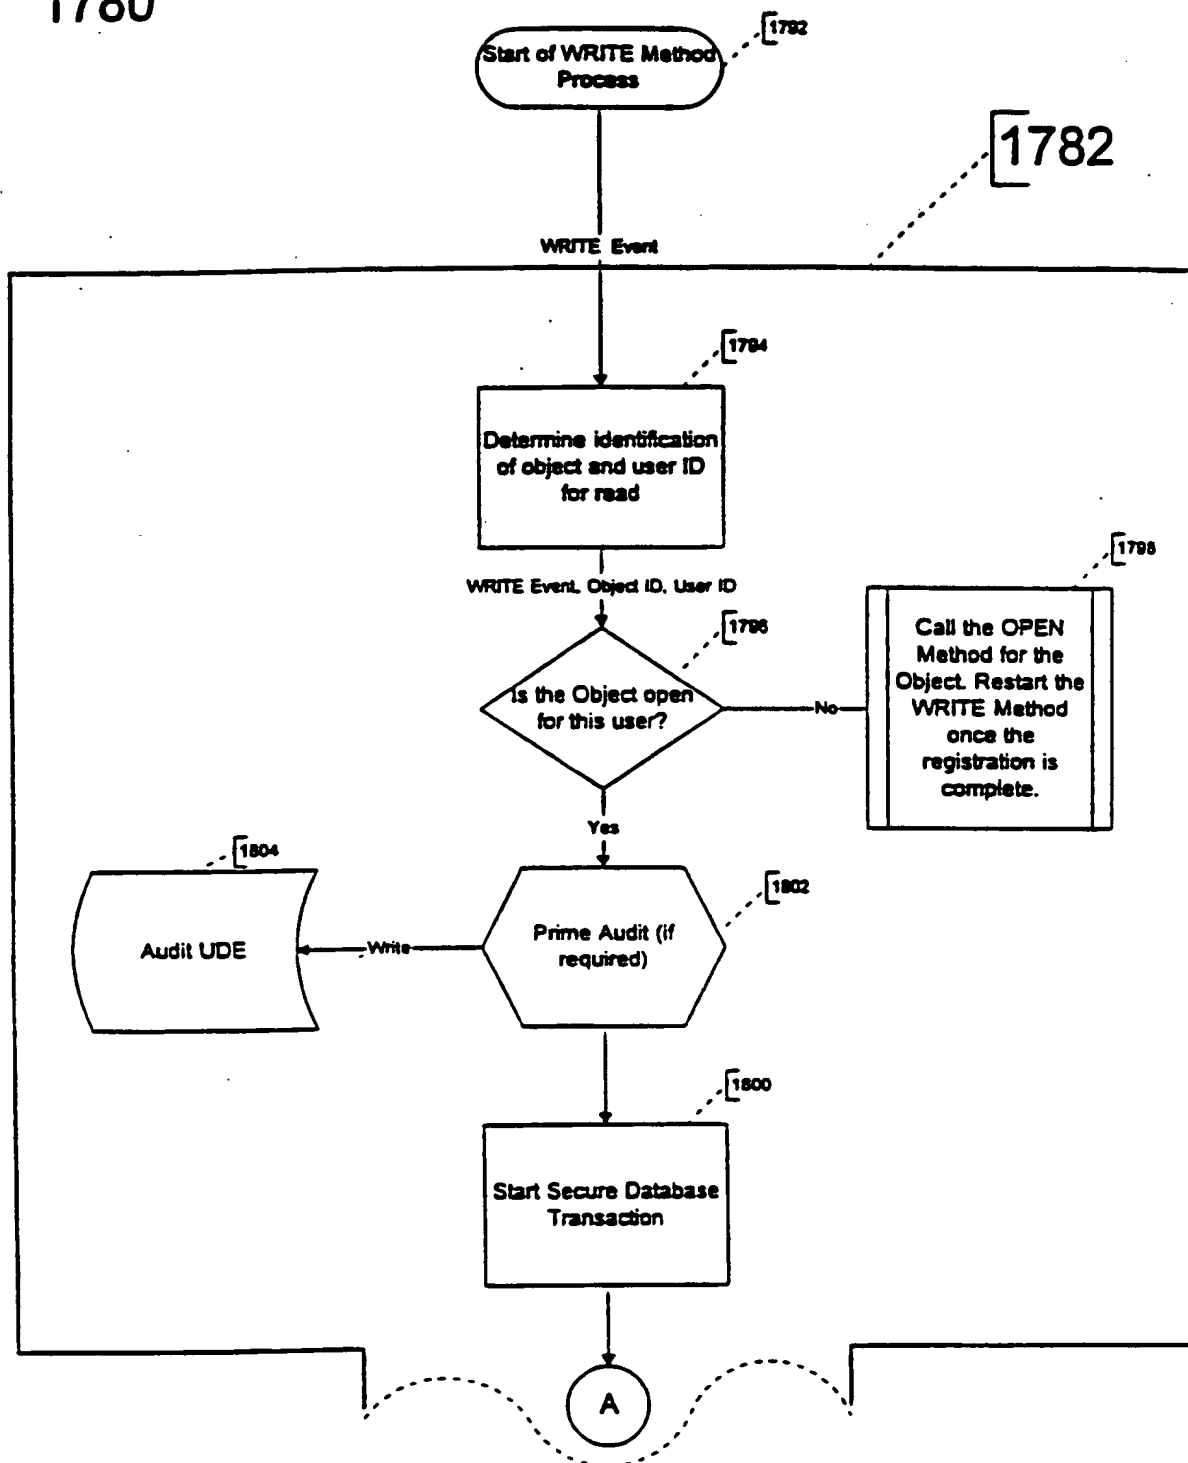 1780
1792
Start of WRITE Method
Process
1782
WRITE Event
1794
Determine identification
of object and user ID
for read
1798
WRITE Event, Object ID, User ID
1796
Call the OPEN
Method for the
Object. Restart the
WRITE Method
once the
registration is
complete.
Is the Object open
for this user?
No
Yes
1804
1802
Audit UDE
Write
Prime Audit (if
required)
1800
Start Secure Database
Transaction
A